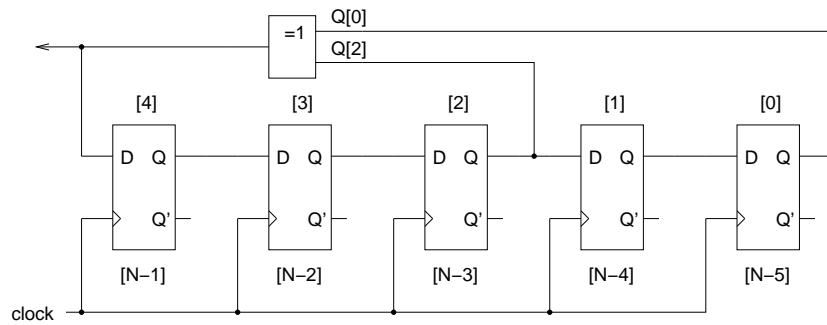 Q[0]
=1
Q[2]
[4] [3] [2] [1] [0]
D Q D Q D Q D Q D Q
Q' Q' Q' Q' Q'
[N−1] [N−2] [N−3] [N−4] [N−5]
clock